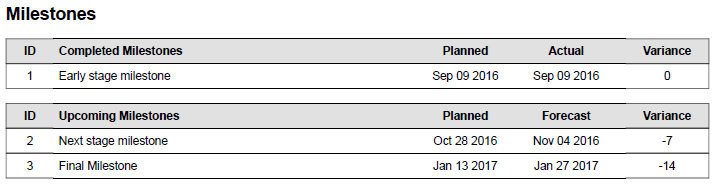 Milestones
ID Completed Milestones Planned Actual Variance
1 Early stage milestone Sep 09 2016 Sep 09 2016 0
ID Upcoming Milestones Planned Forecast Variance
2 Next stage milestone Oct 28 2016 Nov 04 2016 -7
3 Final Milestone Jan 13 2017 Jan 27 2017 -14